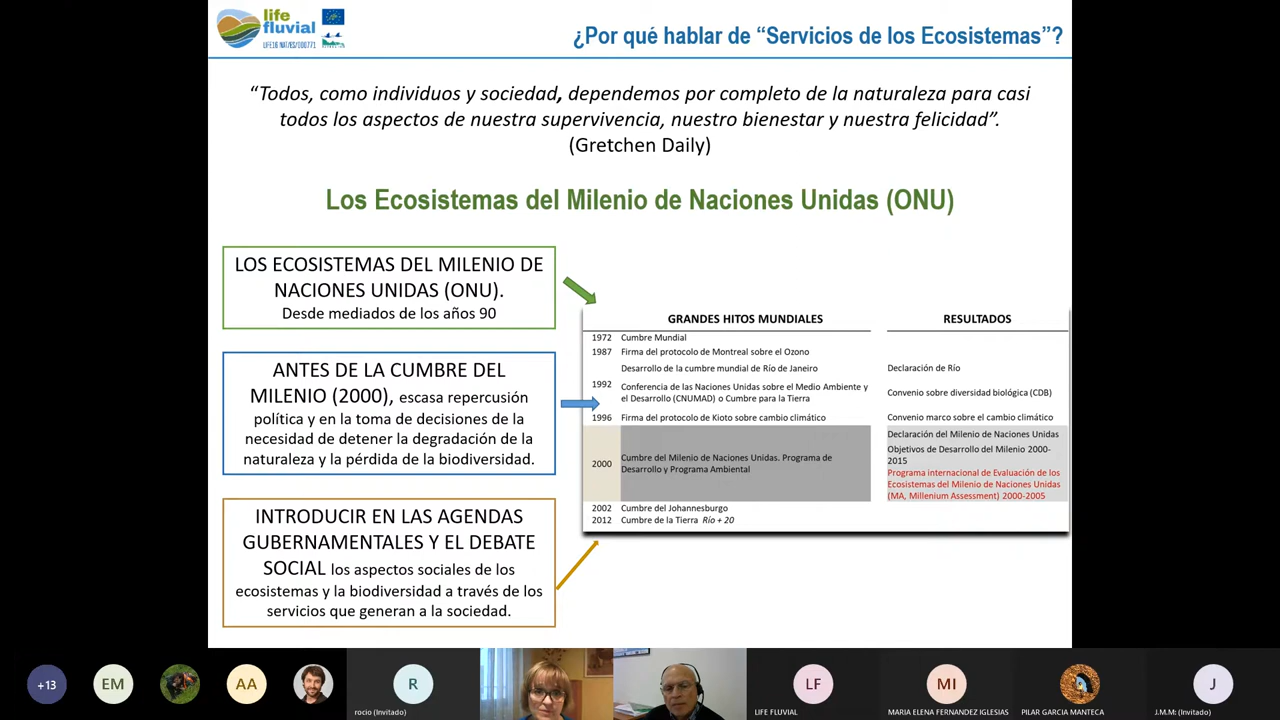 life
fluvial
LIFE16 NAT/ES/000771
¿Por qué hablar de “Servicios de los Ecosistemas”?
“Todos, como individuos y sociedad, dependemos por completo de la naturaleza para casi
todos los aspectos de nuestra supervivencia, nuestro bienestar y nuestra felicidad”.
(Gretchen Daily)
Los Ecosistemas del Milenio de Naciones Unidas (ONU)
LOS ECOSISTEMAS DEL MILENIO DE
NACIONES UNIDAS (ONU).
Desde mediados de los años 90
ANTES DE LA CUMBRE DEL
MILENIO (2000), escasa repercusión
política y en la toma de decisiones de la
necesidad de detener la degradación de la
naturaleza y la pérdida de la biodiversidad.
INTRODUCIR EN LAS AGENDAS
GUBERNAMENTALES Y EL DEBATE
SOCIAL los aspectos sociales de los
ecosistemas y la biodiversidad a través de los
servicios que generan a la sociedad.
GRANDES HITOS MUNDIALES RESULTADOS
1972 Cumbre Mundial
1987 Firma del protocolo de Montreal sobre el Ozono
Desarrollo de la cumbre mundial de Río de Janeiro Declaración de Río
1992 Conferencia de las Naciones Unidas sobre el Medio Ambiente y
el Desarrollo (CNUMAD) o Cumbre para la Tierra Convenio sobre diversidad biológica (CDB)
1996 Firma del protocolo de Kioto sobre cambio climático Convenio marco sobre el cambio climático
2000 Cumbre del Milenio de Naciones Unidas. Programa de
Desarrollo y Programa Ambiental
Declaración del Milenio de Naciones Unidas
Objetivos de Desarrollo del Milenio 2000-
2015
Programa internacional de Evaluación de los
Ecosistemas del Milenio de Naciones Unidas
(MA, Millenium Assessment) 2000-2005
2002 Cumbre del Johannesburgo
2012 Cumbre de la Tierra Río + 20
+13
EM
AA
R
rocio (Invitado)
LF
LIFE FLUVIAL
MI
MARIA ELENA FERNANDEZ IGLESIAS
PILAR GARCIA MANTECA
J
J.M.M: (Invitado)